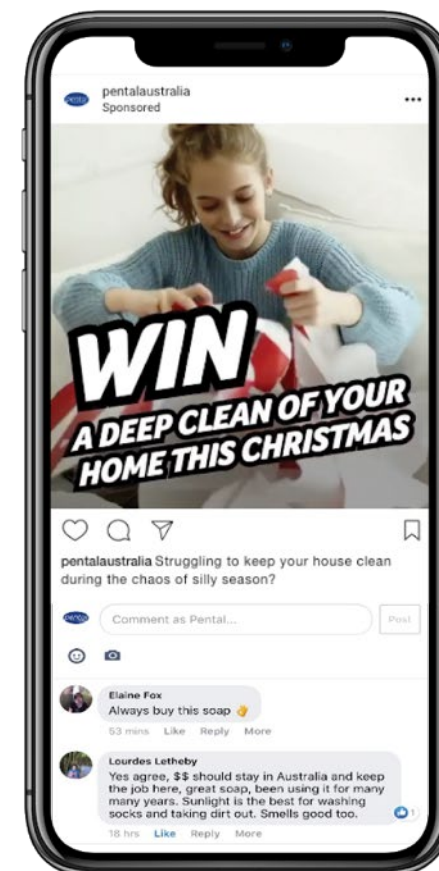 pental
pentalaustralia
Sponsored
WIN
A DEEP CLEAN OF YOUR
HOME THIS CHRISTMAS
pentalaustralia Struggling to keep your house clean
during the chaos of silly season?
pental
Comment as Pental...
Post
Elaine Fox
Always buy this soap 👌
53 mins Like Reply More
Lourdes Letheby
Yes agree, $$ should stay in Australia and keep
the job here, great soap, been using it for many
many years. Sunlight is the best for washing
socks and taking dirt out. Smells good too.
1
18 hrs Like Reply More